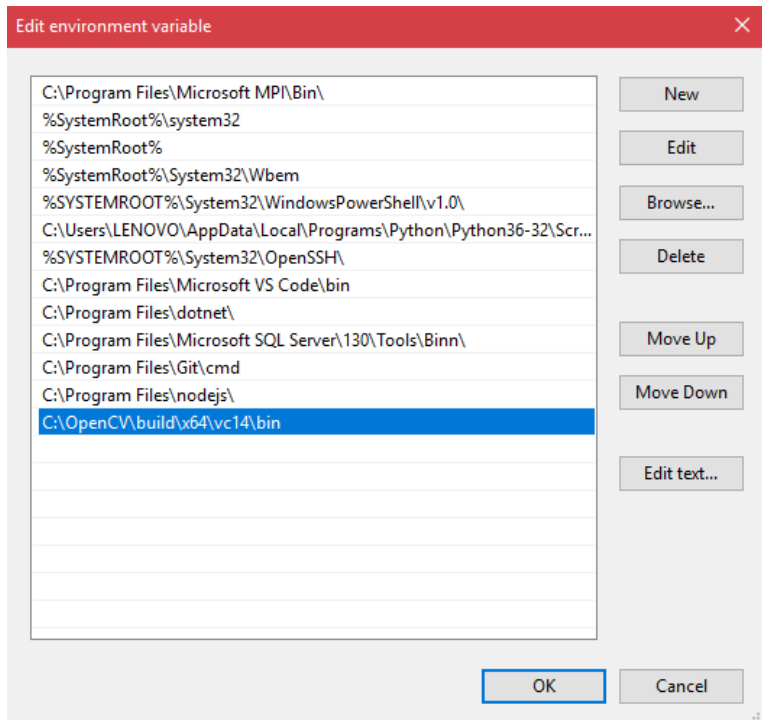 Edit environment variable
C:\Program Files\Microsoft MPI\Bin\
%SystemRoot%\system32
%SystemRoot%
%SystemRoot%\System32\Wbem
%SYSTEMROOT%\System32\WindowsPowerShell\v1.0\
C:\Users\LENOVO\AppData\Local\Programs\Python\Python36-32\Scr...
%SYSTEMROOT%\System32\OpenSSH\
C:\Program Files\Microsoft VS Code\bin
C:\Program Files\dotnet\
C:\Program Files\Microsoft SQL Server\130\Tools\Binn\
C:\Program Files\Git\cmd
C:\Program Files\nodejs\
C:\OpenCV\build\x64\vc14\bin
New
Edit
Browse...
Delete
Move Up
Move Down
Edit text...
OK
Cancel